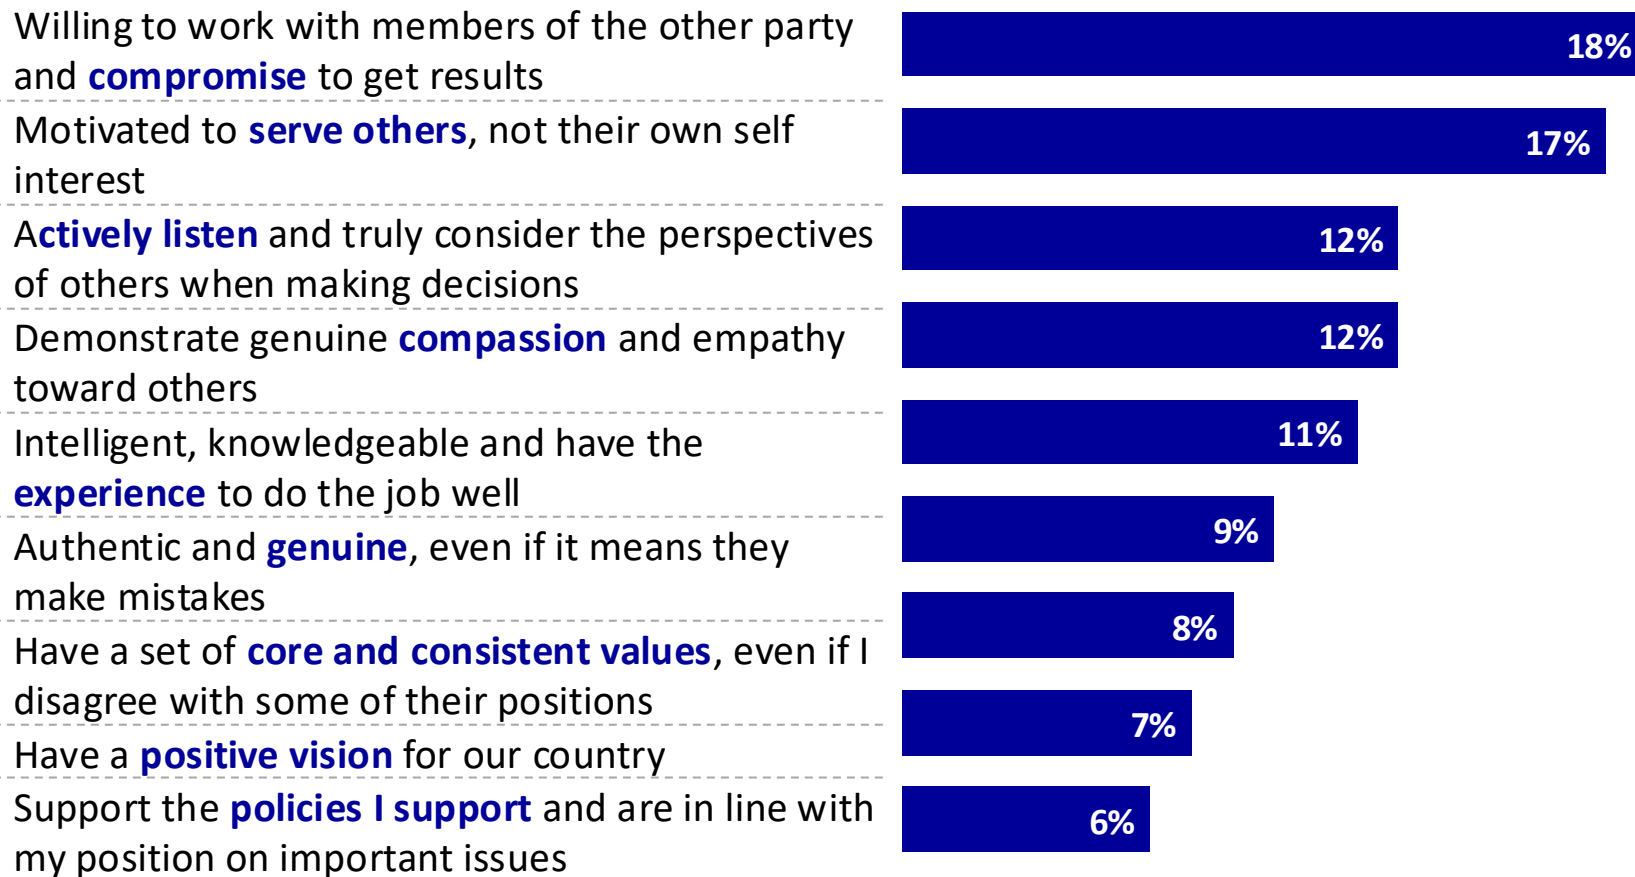 Willing to work with members of the other party
and compromise to get results
18%
Motivated to serve others, not their own self
interest
17%
Actively listen and truly consider the perspectives
of others when making decisions
12%
Demonstrate genuine compassion and empathy
toward others
12%
Intelligent, knowledgeable and have the
experience to do the job well
11%
Authentic and genuine, even if it means they
make mistakes
9%
Have a set of core and consistent values, even if I
disagree with some of their positions
8%
Have a positive vision for our country
7%
Support the policies I support and are in line with
my position on important issues
6%